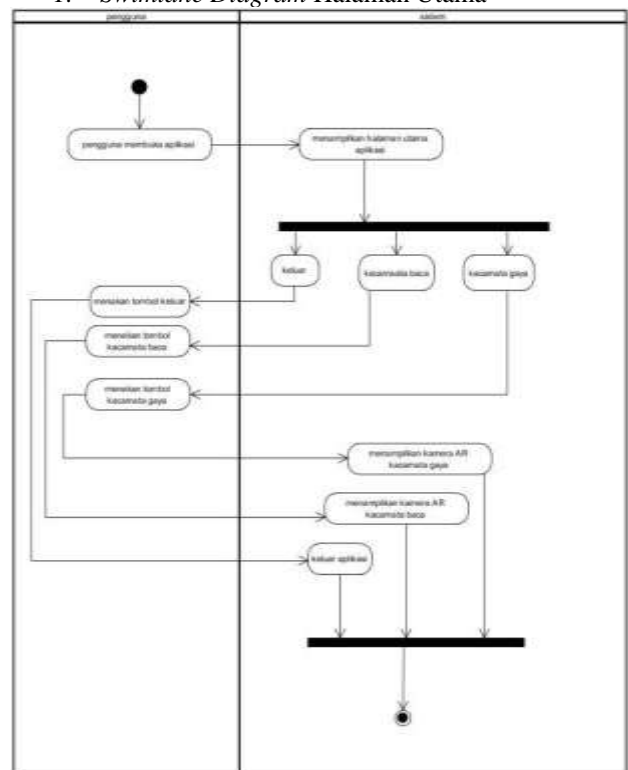 1. Swimlane Diagram Halaman Utama
pengguna
sistem
pengguna membuka aplikasi
menampilkan halaman utama
aplikasi
keluar
kacamata baca
kacamata gaya
menekan tombol keluar
menekan tombol
kacamata baca
menekan tombol
kacamata gaya
menampilkan kamera AR
kacamata gaya
menampilkan kamera AR
kacamata baca
keluar aplikasi